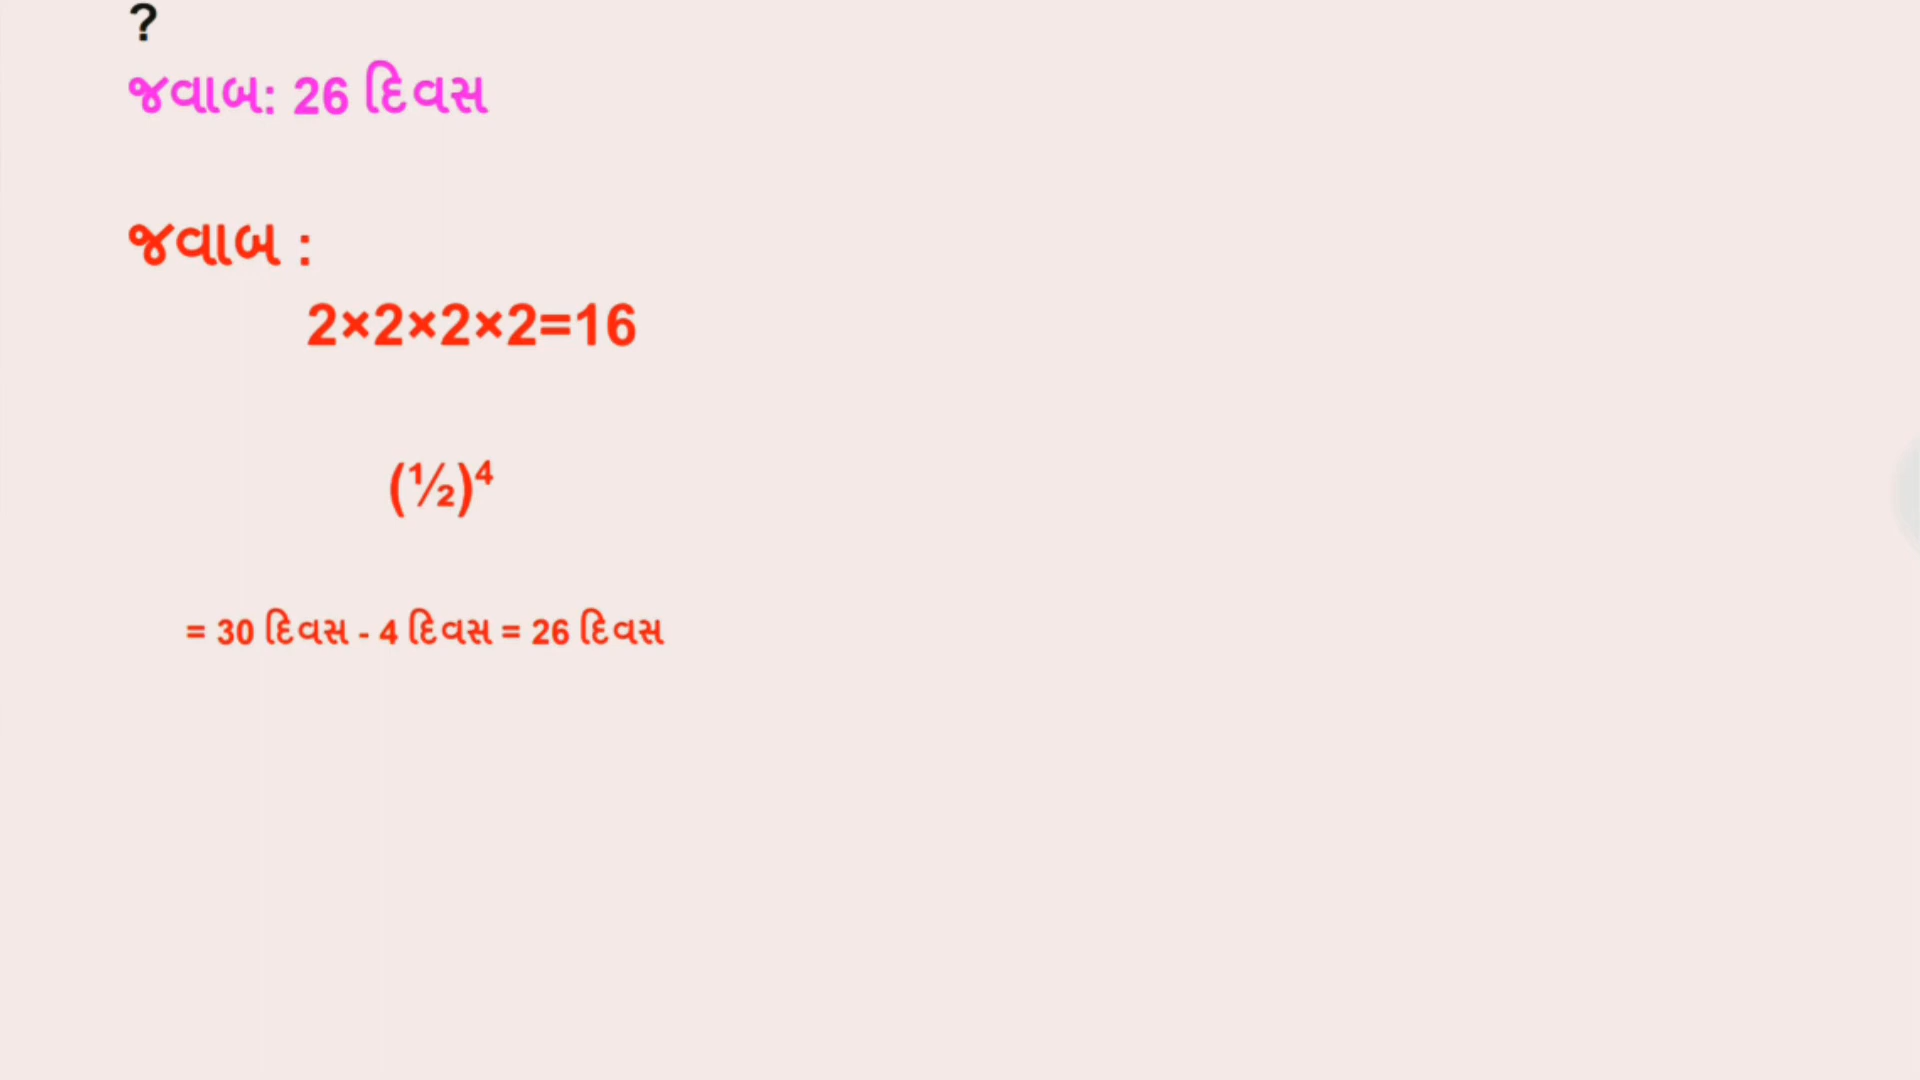 ?
જવાબ: 26 દિવસ
જવાબ :
2×2×2×2=16
(½)⁴
= 30 દિવસ - 4 દિવસ = 26 દિવસ